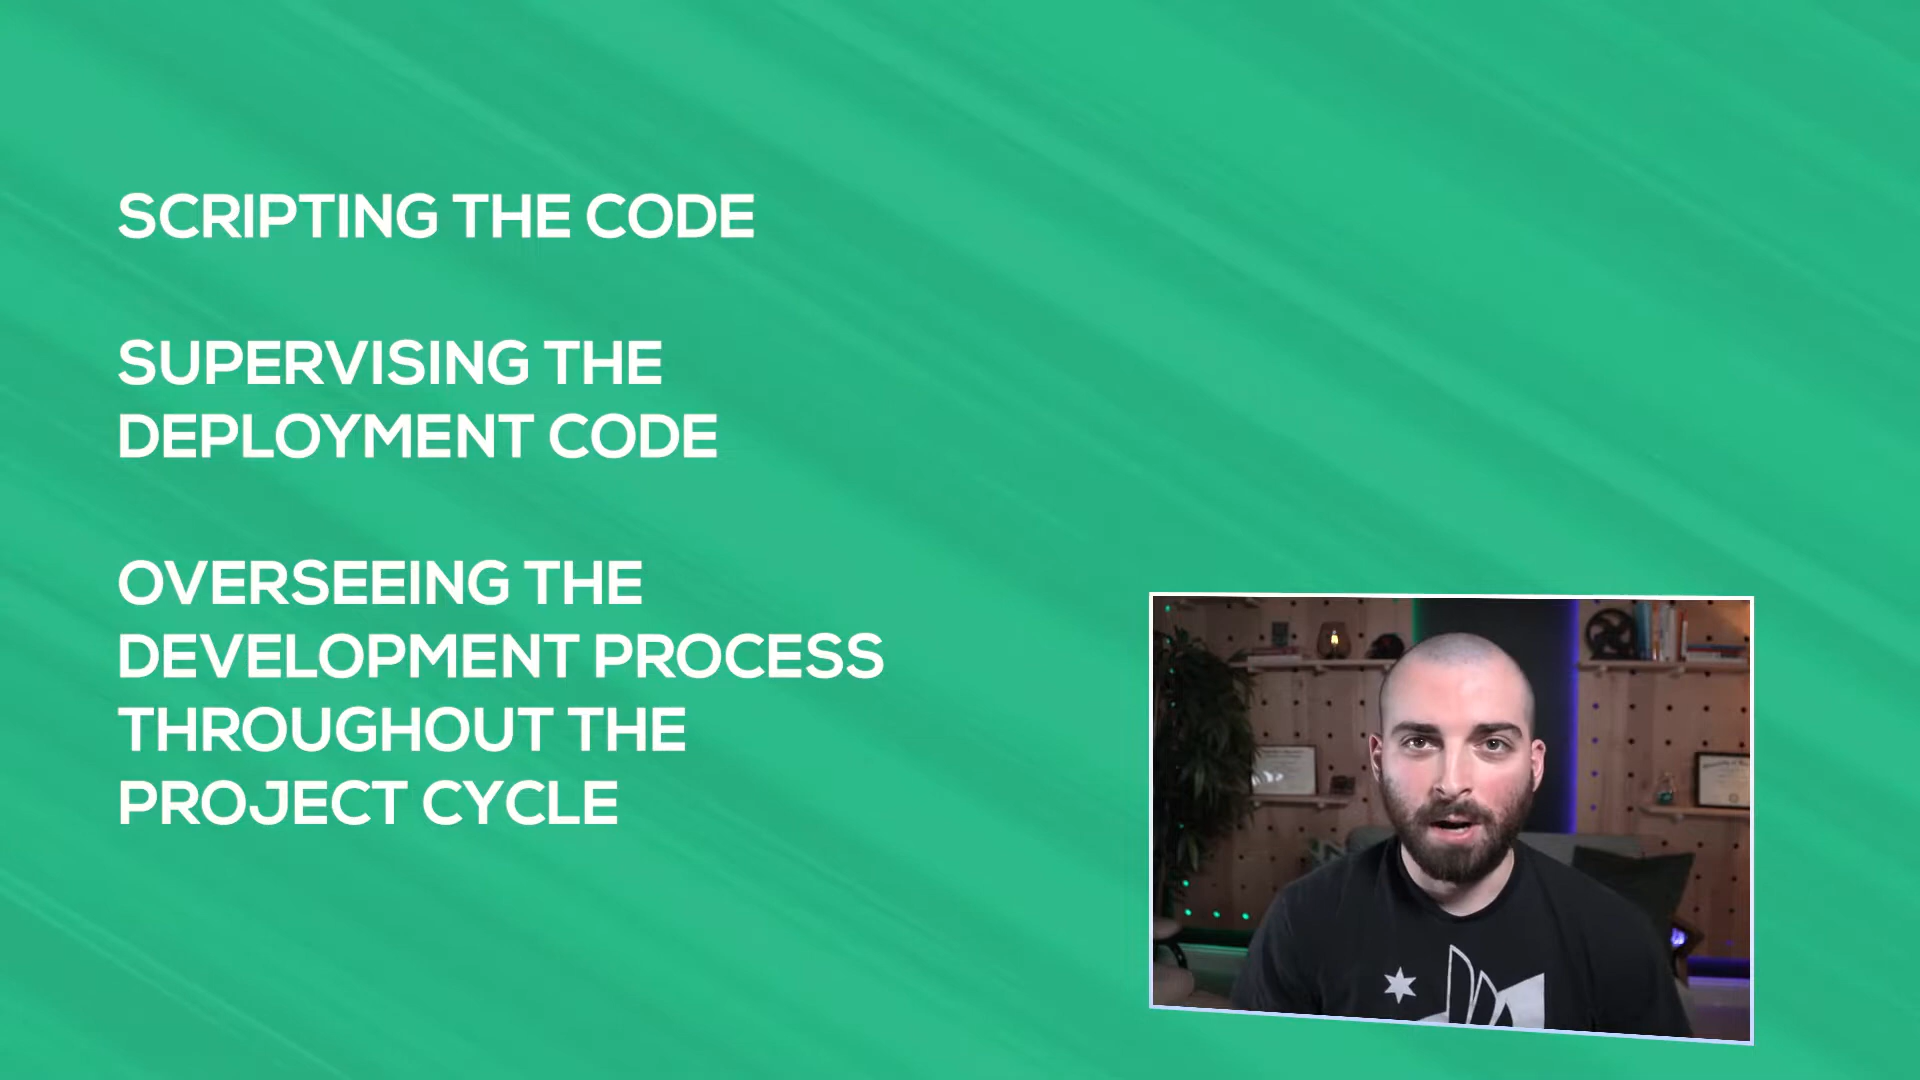 SCRIPTING THE CODE
SUPERVISING THE
DEPLOYMENT CODE
OVERSEEING THE
DEVELOPMENT PROCESS
THROUGHOUT THE
PROJECT CYCLE